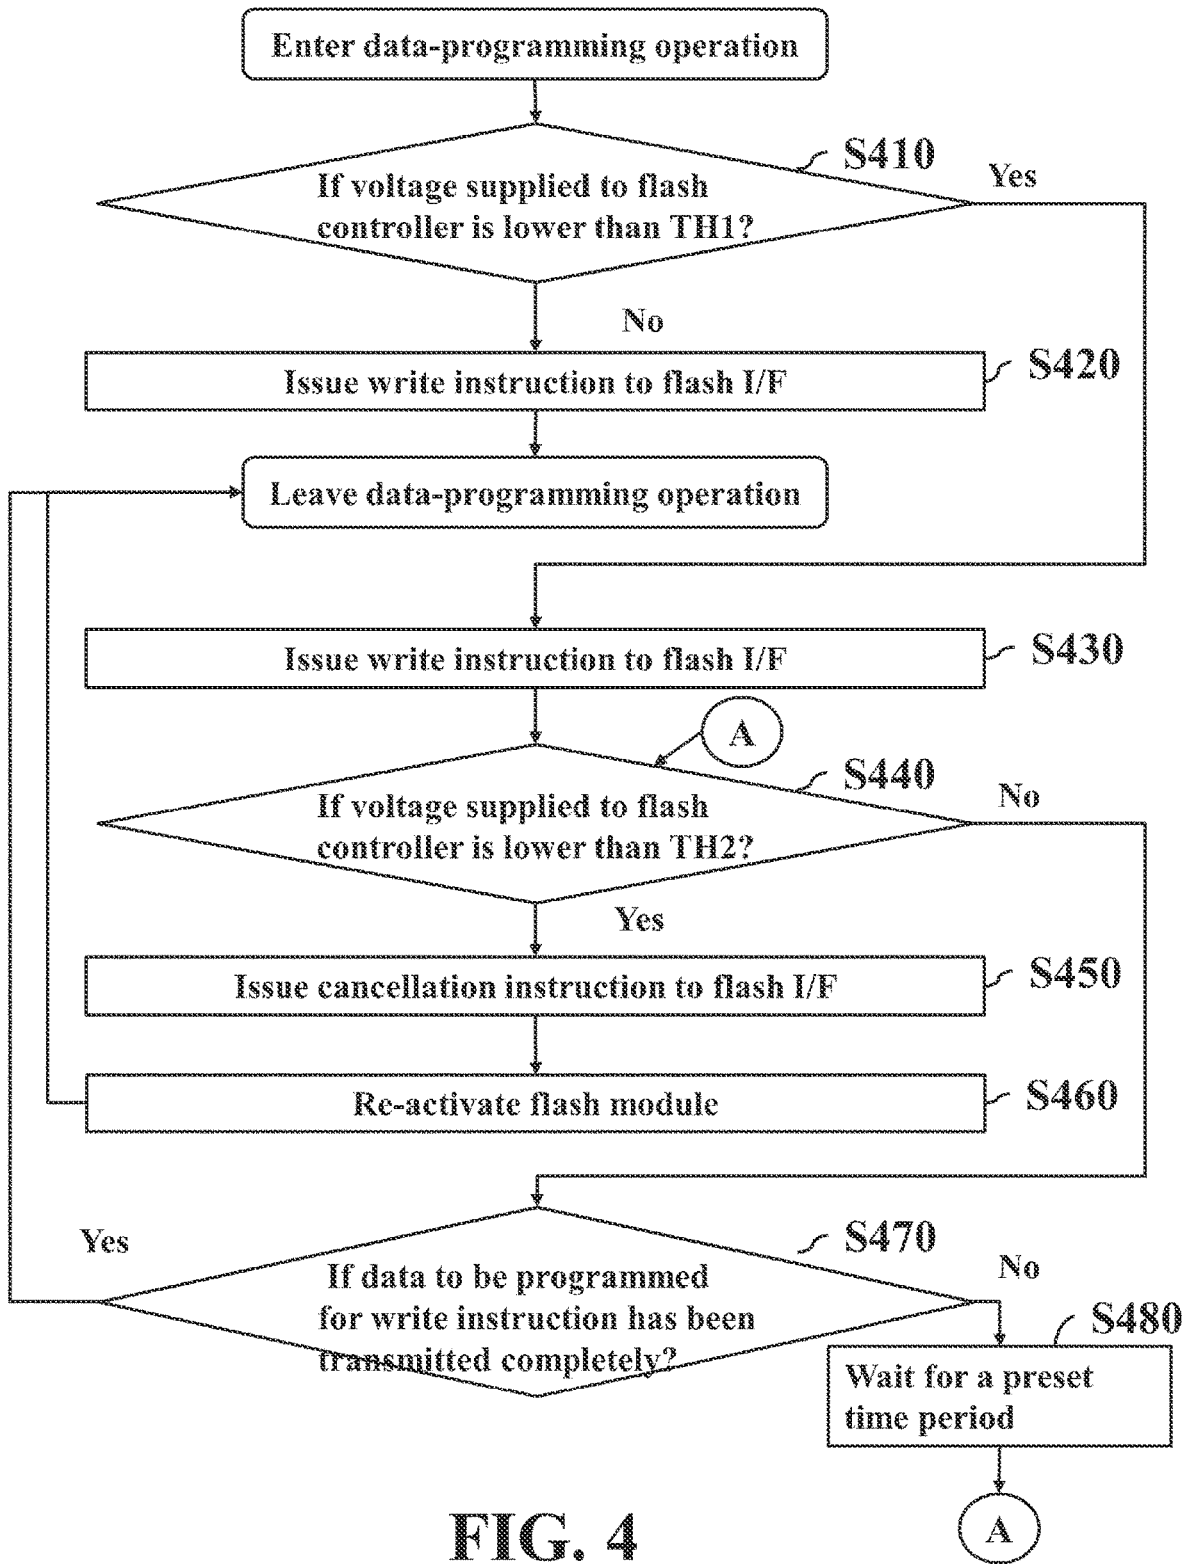 Enter data-programming operation
S410
Yes
If voltage supplied to flash
controller is lower than TH1?
No
S420
Issue write instruction to flash I/F
Leave data-programming operation
S430
Issue write instruction to flash I/F
A
S440
No
If voltage supplied to flash
controller is lower than TH2?
Yes
S450
Issue cancellation instruction to flash I/F
S460
Re-activate flash module
Yes
S470
No
If data to be programmed
for write instruction has been
transmitted completely?
S480
Wait for a preset
time period
A
FIG. 4